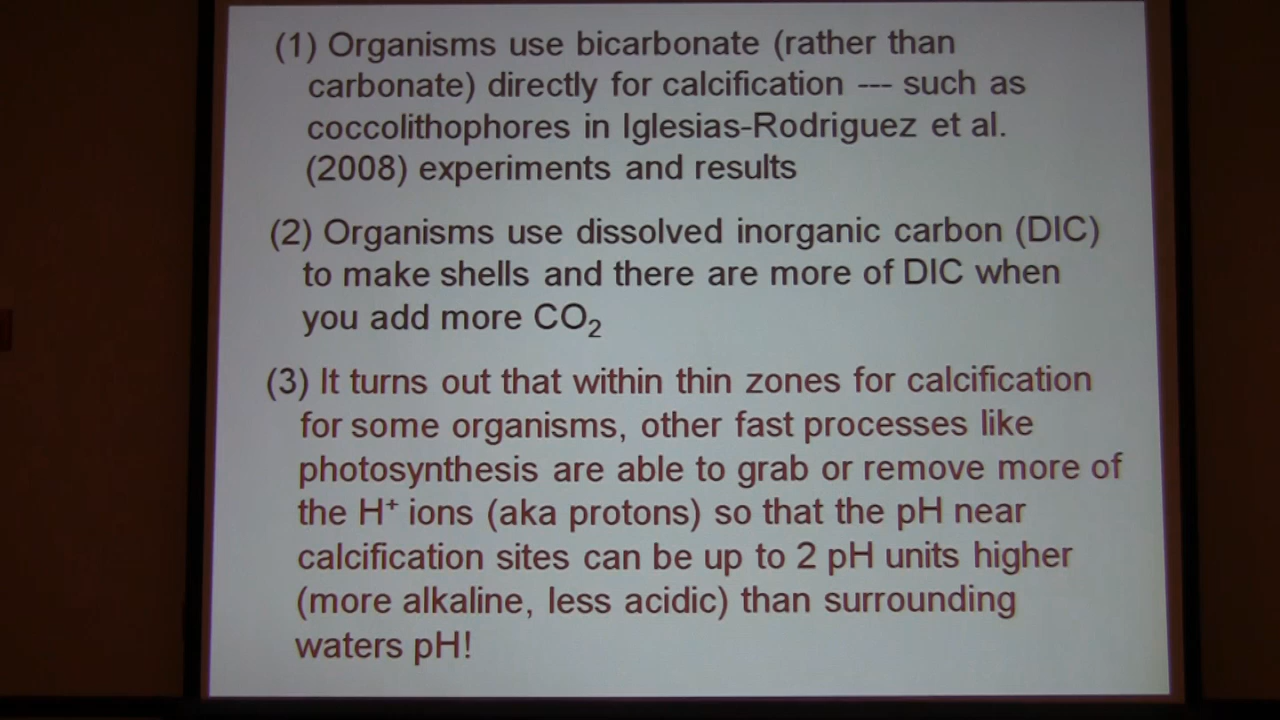 (1) Organisms use bicarbonate (rather than
carbonate) directly for calcification --- such as
coccolithophores in Iglesias-Rodriguez et al.
(2008) experiments and results
(2) Organisms use dissolved inorganic carbon (DIC)
to make shells and there are more of DIC when
you add more CO₂
(3) It turns out that within thin zones for calcification
for some organisms, other fast processes like
photosynthesis are able to grab or remove more of
the H⁺ ions (aka protons) so that the pH near
calcification sites can be up to 2 pH units higher
(more alkaline, less acidic) than surrounding
waters pH!